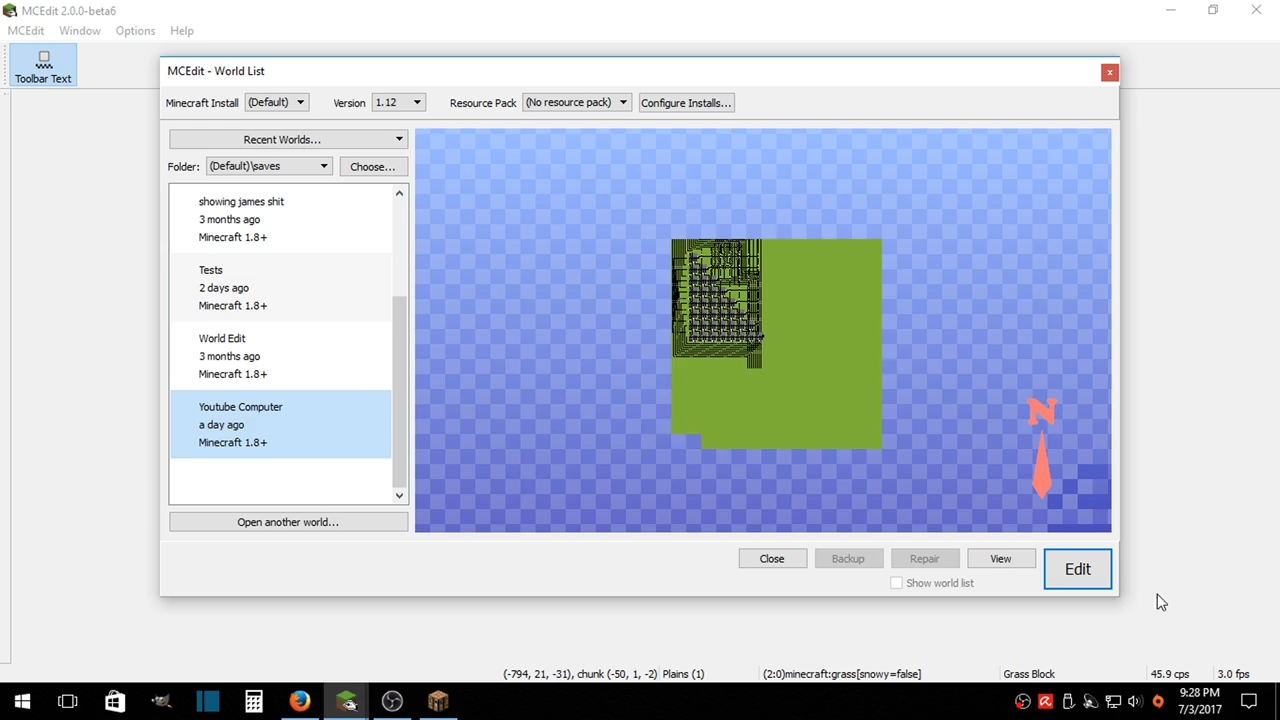 MCEdit 2.0.0-beta6
MCEdit Window Options Help
Toolbar Text
MCEdit - World List
x
Minecraft Install (Default) Version 1.12 Resource Pack (No resource pack) Configure Installs...
Recent Worlds...
Folder: (Default)\saves Choose...
showing james shit
3 months ago
Minecraft 1.8+
Tests
2 days ago
Minecraft 1.8+
World Edit
3 months ago
Minecraft 1.8+
Youtube Computer
a day ago
Minecraft 1.8+
N
Open another world...
Close Backup Repair View Edit
Show world list
(-794, 21, -31), chunk (-50, 1, -2) Plains (1) (2:0)minecraft:grass[snowy=false] Grass Block 45.9 cps 3.0 fps
9:28 PM
7/3/2017